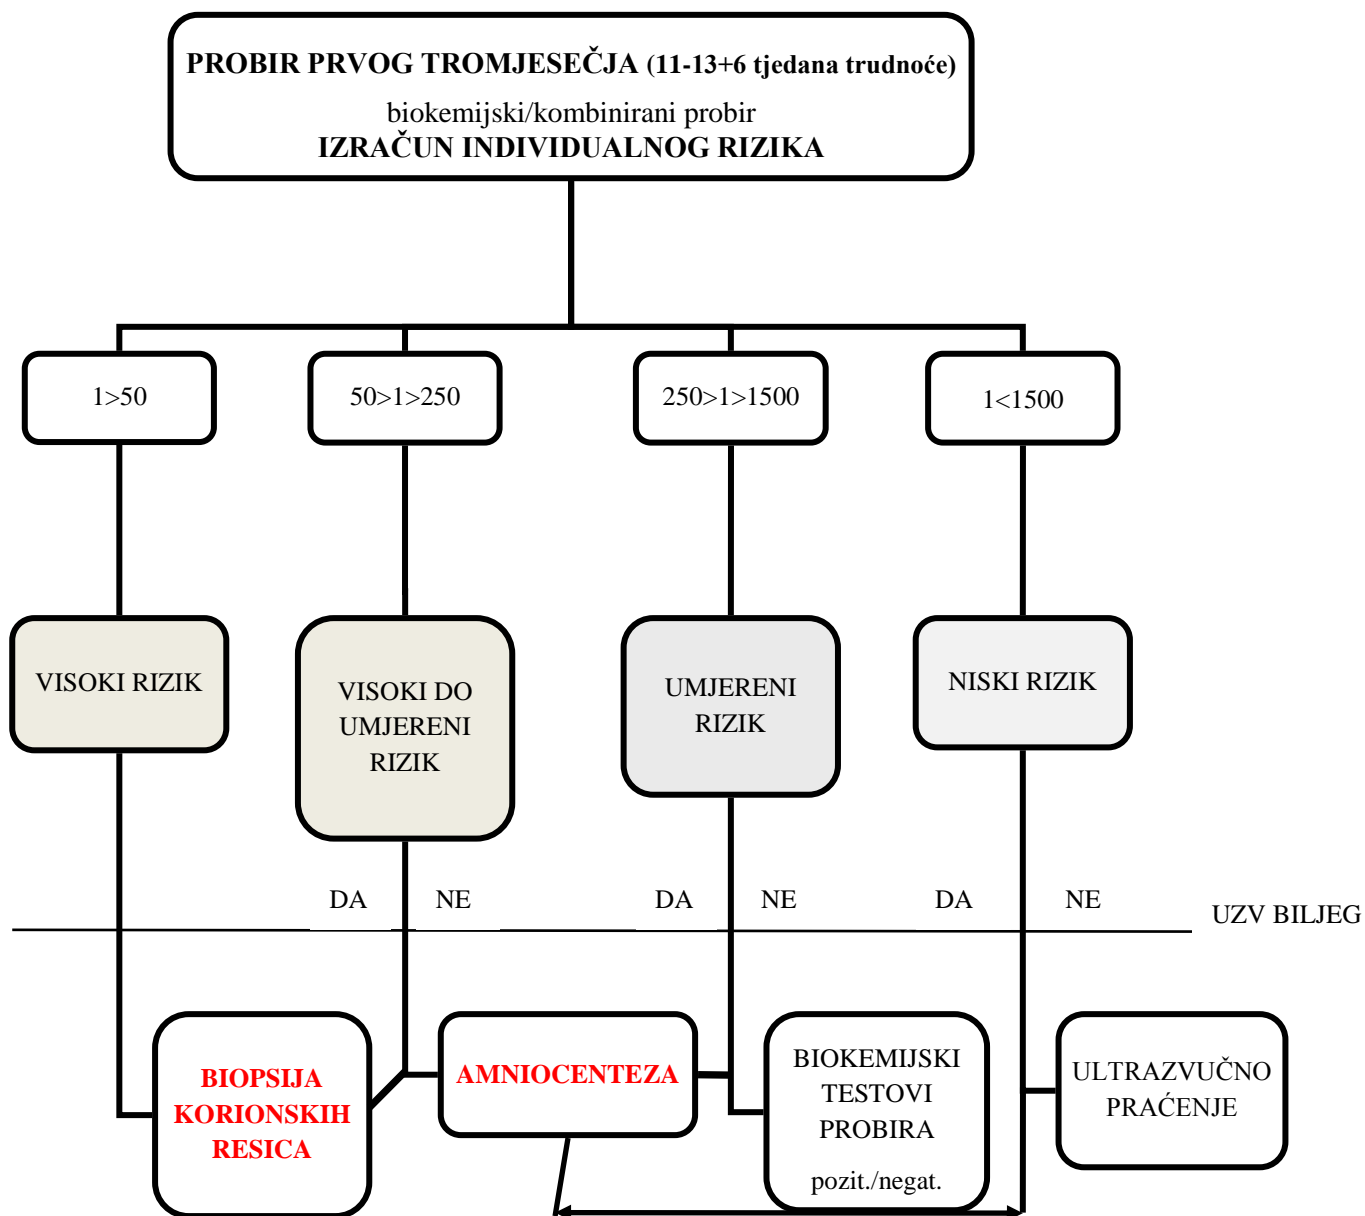 PROBIR PRVOG TROMJESEČJA (11-13+6 tjedana trudnoće)
biokemijski/kombinirani probir
IZRAČUN INDIVIDUALNOG RIZIKA
1>50
50>1>250
250>1>1500
1<1500
VISOKI RIZIK
VISOKI DO
UMJERENI
RIZIK
UMJERENI
RIZIK
NISKI RIZIK
DA NE DA NE DA NE UZV BILJEG
BIOPSIJA
KORIONSKIH
RESICA
AMNIOCENTEZA
BIOKEMIJSKI
TESTOVI
PROBIRA
pozit./negat.
ULTRAZVUČNO
PRAĆENJE